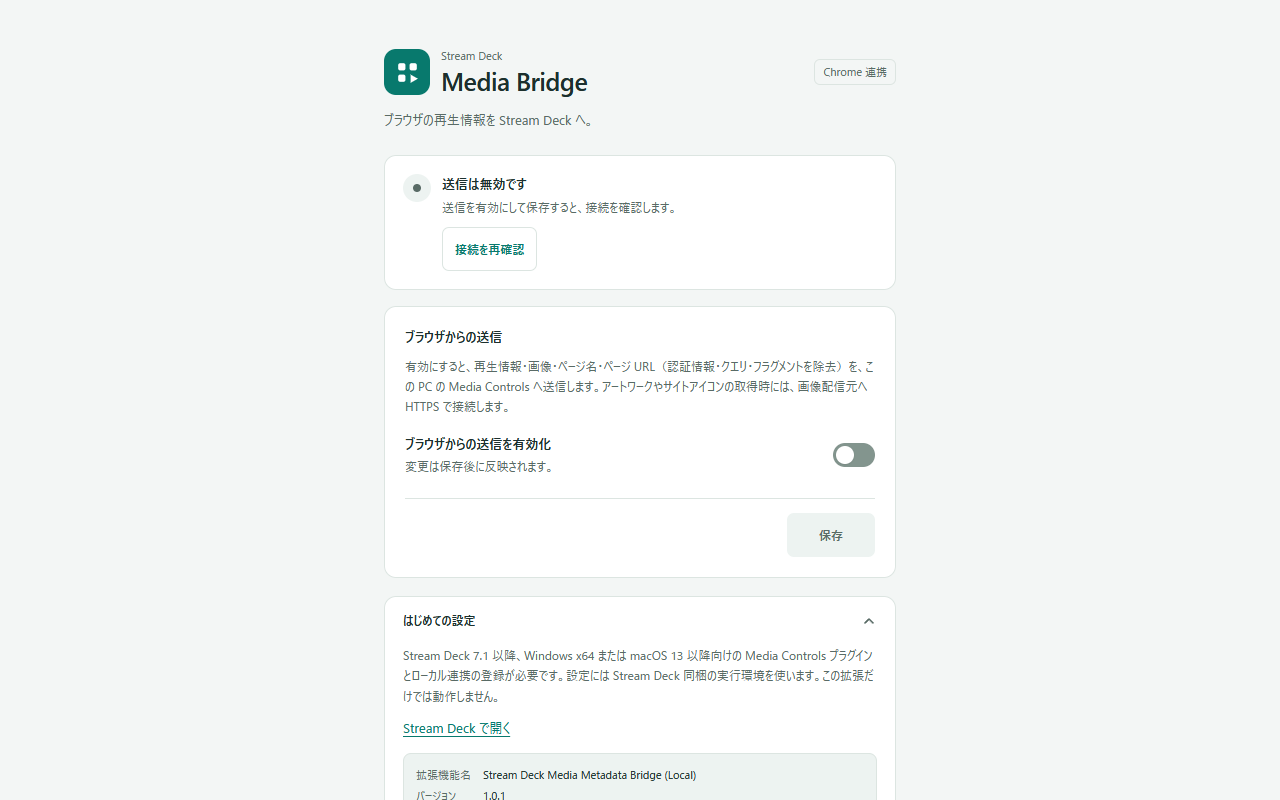 Stream Deck
Media Bridge
Chrome 連携
ブラウザの再生情報を Stream Deck へ。
送信は無効です
送信を有効にして保存すると、接続を確認します。
接続を再確認
ブラウザからの送信
有効にすると、再生情報・画像・ページ名・ページ URL（認証情報・クエリ・フラグメントを除去）を、こ
の PC の Media Controls へ送信します。アートワークやサイトアイコンの取得時には、画像配信元へ
HTTPS で接続します。
ブラウザからの送信を有効化
変更は保存後に反映されます。
保存
はじめての設定
Stream Deck 7.1 以降、Windows x64 または macOS 13 以降向けの Media Controls プラグイン
とローカル連携の登録が必要です。設定には Stream Deck 同梱の実行環境を使います。この拡張だ
けでは動作しません。
Stream Deck で開く
拡張機能名 Stream Deck Media Metadata Bridge (Local)
バージョン 1.0.1